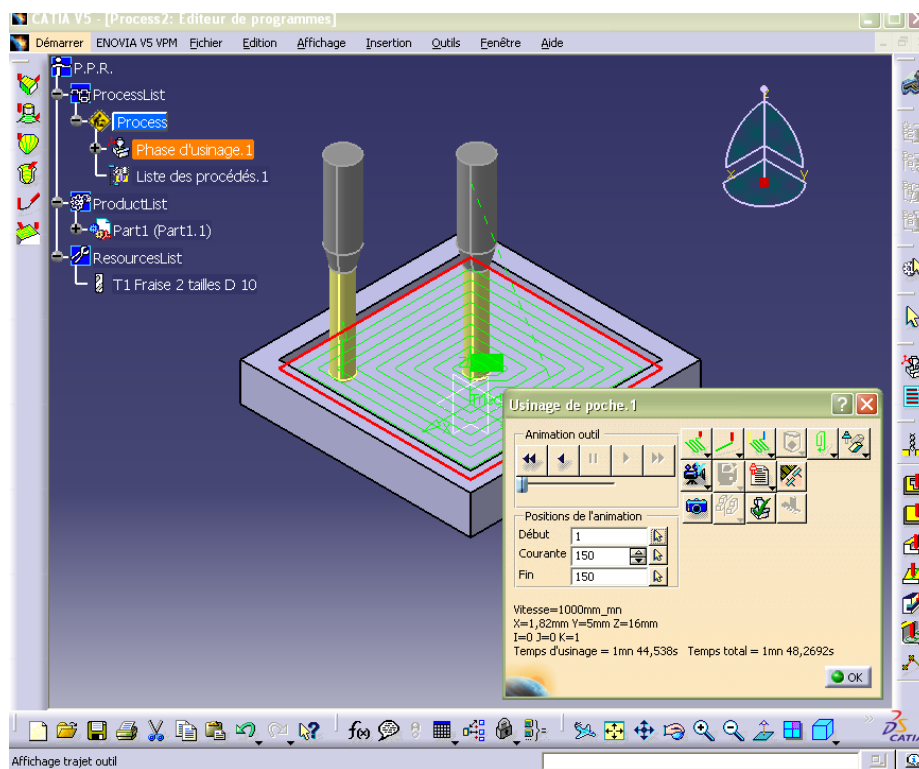 CATIA V5 - [Process2: Editeur de programmes]
Démarrer ENOVIA V5 VPM Fichier Edition Affichage Insertion Outils Fenêtre Aide
P.P.R.
ProcessList
Process
Phase d'usinage.1
Liste des procédés.1
ProductList
Part1 (Part1.1)
ResourcesList
T1 Fraise 2 tailles D 10
Z
X
Y
Usinage de poche.1
Animation outil
Positions de l'animation
Début 1
Courante 150
Fin 150
Vitesse=1000mm_mn
X=1,82mm Y=5mm Z=16mm
I=0 J=0 K=1
Temps d'usinage = 1mn 44,538s Temps total = 1mn 48,2692s
OK
f(x)
CATIA
Affichage trajet outil